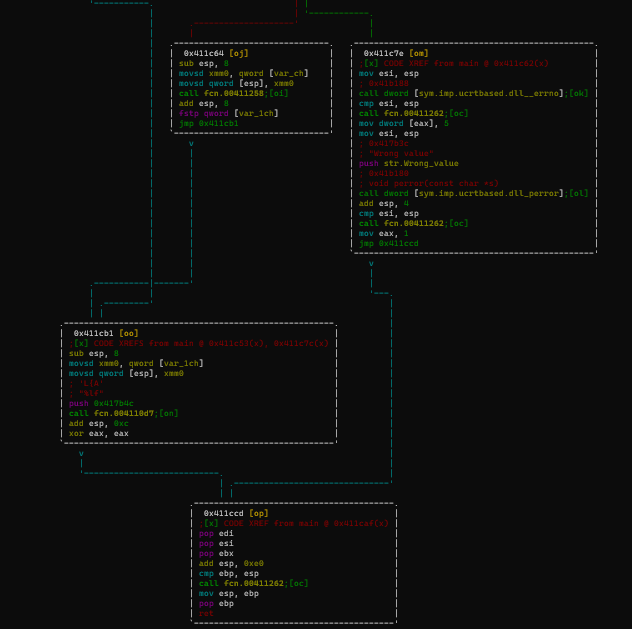 0x411c64 [oj]
sub esp, 8
movsd xmm0, qword [var_ch]
movsd qword [esp], xmm0
call fcn.00411258;[oi]
add esp, 8
fstp qword [var_1ch]
jmp 0x411cb1
0x411c7e [om]
;[x] CODE XREF from main @ 0x411c62(x)
mov esi, esp
; 0x41b188
call dword [sym.imp.ucrtbased.dll__errno];[ok]
cmp esi, esp
call fcn.00411262;[oc]
mov dword [eax], 5
mov esi, esp
; 0x417b3c
; "Wrong value"
push str.Wrong_value
; 0x41b180
; void perror(const char *s)
call dword [sym.imp.ucrtbased.dll_perror];[ol]
add esp, 4
cmp esi, esp
call fcn.00411262;[oc]
mov eax, 1
jmp 0x411ccd
v
v
0x411cb1 [oo]
;[x] CODE XREFS from main @ 0x411c53(x), 0x411c7c(x)
sub esp, 8
movsd xmm0, qword [var_1ch]
movsd qword [esp], xmm0
; 'L{A'
; "%lf"
push 0x417b4c
call fcn.004110d7;[on]
add esp, 0xc
xor eax, eax
v
0x411ccd [op]
;[x] CODE XREF from main @ 0x411caf(x)
pop edi
pop esi
pop ebx
add esp, 0xe0
cmp ebp, esp
call fcn.00411262;[oc]
mov esp, ebp
pop ebp
ret